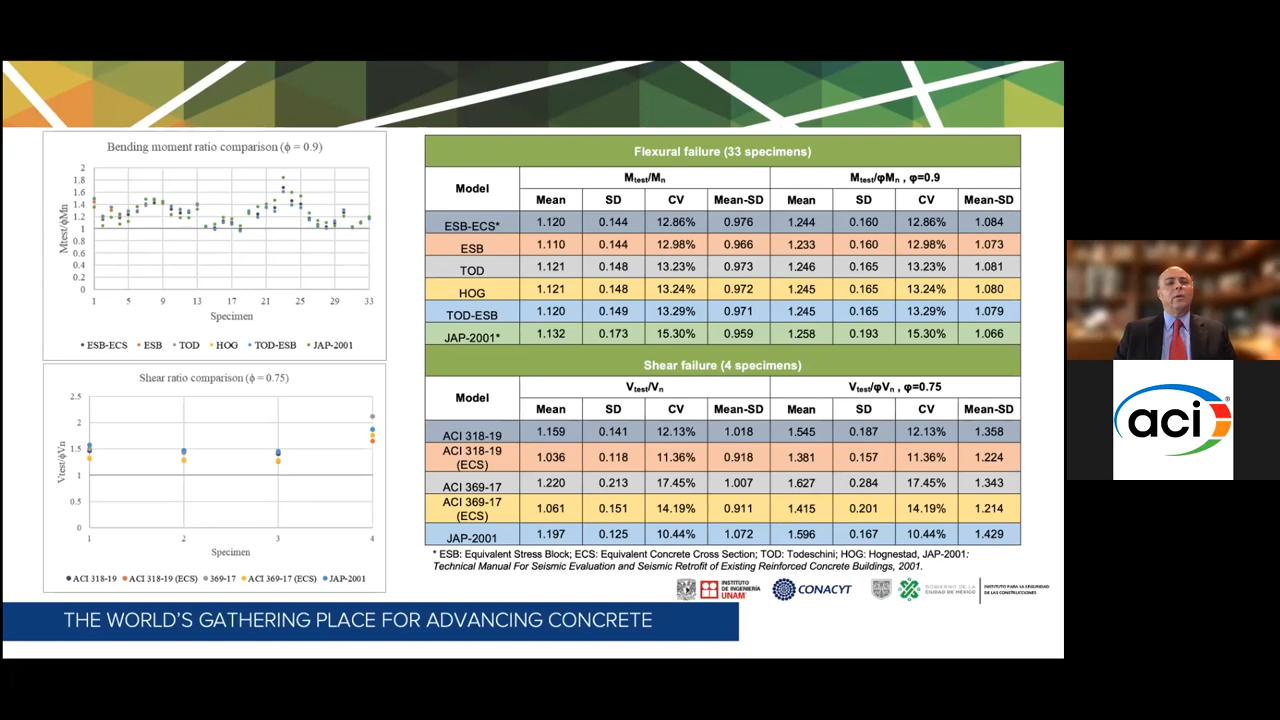 Bending moment ratio comparison (ϕ = 0.9)
Mtest/ϕMn
2
1.8
1.6
1.4
1.2
1
0.8
0.6
0.4
0.2
0
1 5 9 13 17 21 25 29 33
Specimen
ESB-ECS ESB TOD HOG TOD-ESB JAP-2001
Shear ratio comparison (ϕ = 0.75)
Vtest/ϕVn
2.5
2
1.5
1
0.5
0
1 2 3 4
Specimen
ACI 318-19 ACI 318-19 (ECS) 369-17 ACI 369-17 (ECS) JAP-2001
Flexural failure (33 specimens)
Model Mtest/Mn Mtest/φMn , φ=0.9
Mean SD CV Mean-SD Mean SD CV Mean-SD
ESB-ECS* 1.120 0.144 12.86% 0.976 1.244 0.160 12.86% 1.084
ESB 1.110 0.144 12.98% 0.966 1.233 0.160 12.98% 1.073
TOD 1.121 0.148 13.23% 0.973 1.246 0.165 13.23% 1.081
HOG 1.121 0.148 13.24% 0.972 1.245 0.165 13.24% 1.080
TOD-ESB 1.120 0.149 13.29% 0.971 1.245 0.165 13.29% 1.079
JAP-2001* 1.132 0.173 15.30% 0.959 1.258 0.193 15.30% 1.066
Shear failure (4 specimens)
Model Vtest/Vn Vtest/φVn , φ=0.75
Mean SD CV Mean-SD Mean SD CV Mean-SD
ACI 318-19 1.159 0.141 12.13% 1.018 1.545 0.187 12.13% 1.358
ACI 318-19 (ECS) 1.036 0.118 11.36% 0.918 1.381 0.157 11.36% 1.224
ACI 369-17 1.220 0.213 17.45% 1.007 1.627 0.284 17.45% 1.343
ACI 369-17 (ECS) 1.061 0.151 14.19% 0.911 1.415 0.201 14.19% 1.214
JAP-2001 1.197 0.125 10.44% 1.072 1.596 0.167 10.44% 1.429
* ESB: Equivalent Stress Block; ECS: Equivalent Concrete Cross Section; TOD: Todeschini; HOG: Hognestad, JAP-2001:
Technical Manual For Seismic Evaluation and Seismic Retrofit of Existing Reinforced Concrete Buildings, 2001.
INSTITUTO
DE INGENIERÍA
UNAM
CONACYT
GOBIERNO DE LA
CIUDAD DE MÉXICO
INSTITUTO PARA LA SEGURIDAD
DE LAS CONSTRUCCIONES
THE WORLD'S GATHERING PLACE FOR ADVANCING CONCRETE
aci